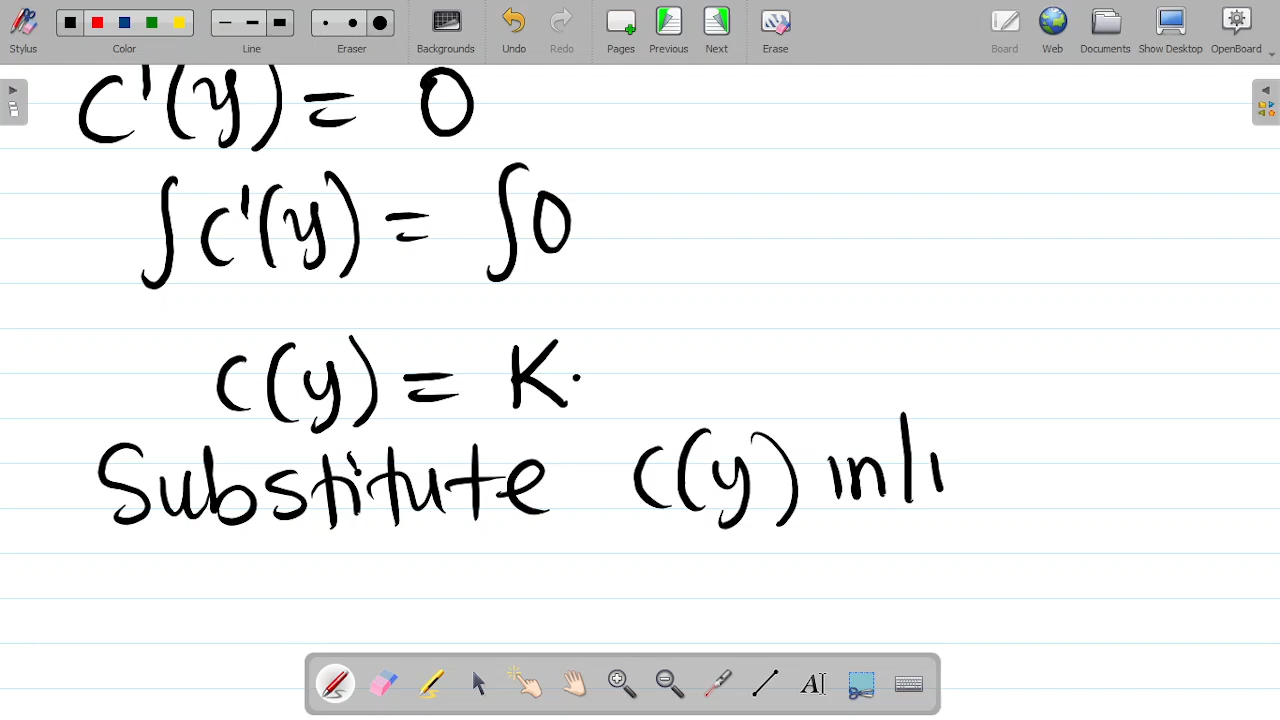 Stylus Color Line Eraser Backgrounds Undo Redo Pages Previous Next Erase Board Web Documents Show Desktop OpenBoard
C'(y) = 0
∫C'(y) = ∫0
C(y) = K.
Substitute C(y) in